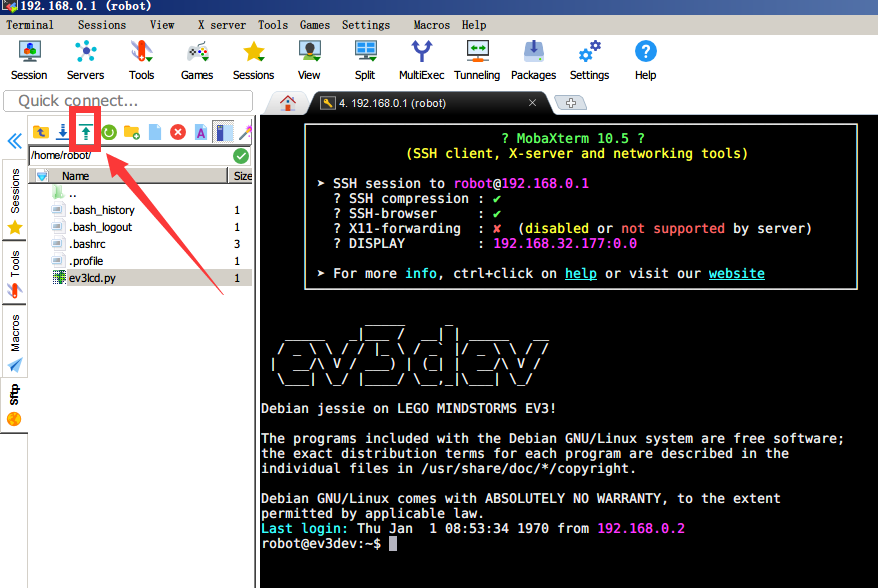 192.168.0.1 (robot)
Terminal Sessions View X server Tools Games Settings Macros Help
Session Servers Tools Games Sessions View Split MultiExec Tunneling Packages Settings Help
Quick connect...
4. 192.168.0.1 (robot)
/home/robot/
Name Size
..
.bash_history 1
.bash_logout 1
.bashrc 3
.profile 1
ev3lcd.py 1
Sessions
Tools
Macros
Sftp
? MobaXterm 10.5 ?
(SSH client, X-server and networking tools)
➤ SSH session to robot@192.168.0.1
? SSH compression : ✔
? SSH-browser : ✔
? X11-forwarding : ✘ (disabled or not supported by server)
? DISPLAY : 192.168.32.177:0.0
➤ For more info, ctrl+click on help or visit our website
ev3dev
Debian jessie on LEGO MINDSTORMS EV3!
The programs included with the Debian GNU/Linux system are free software;
the exact distribution terms for each program are described in the
individual files in /usr/share/doc/*/copyright.
Debian GNU/Linux comes with ABSOLUTELY NO WARRANTY, to the extent
permitted by applicable law.
Last login: Thu Jan 1 08:53:34 1970 from 192.168.0.2
robot@ev3dev:~$